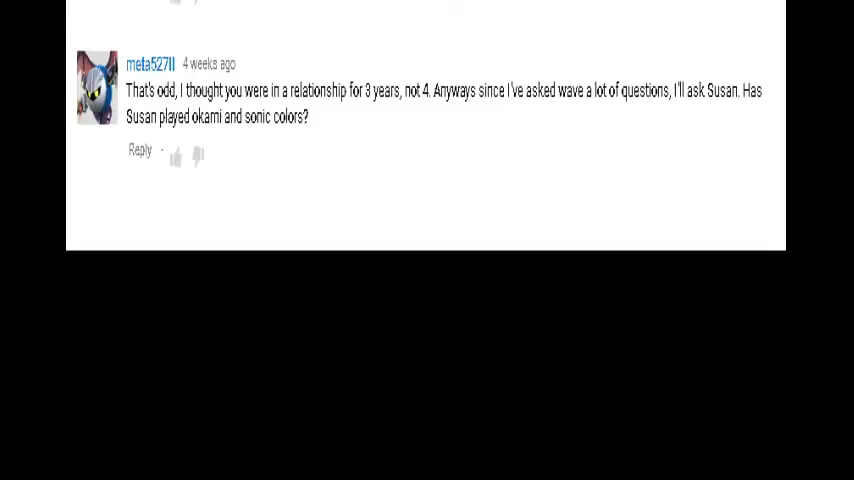 meta527II 4 weeks ago
That's odd, I thought you were in a relationship for 3 years, not 4. Anyways since I've asked wave a lot of questions, I'll ask Susan. Has
Susan played okami and sonic colors?
Reply ·